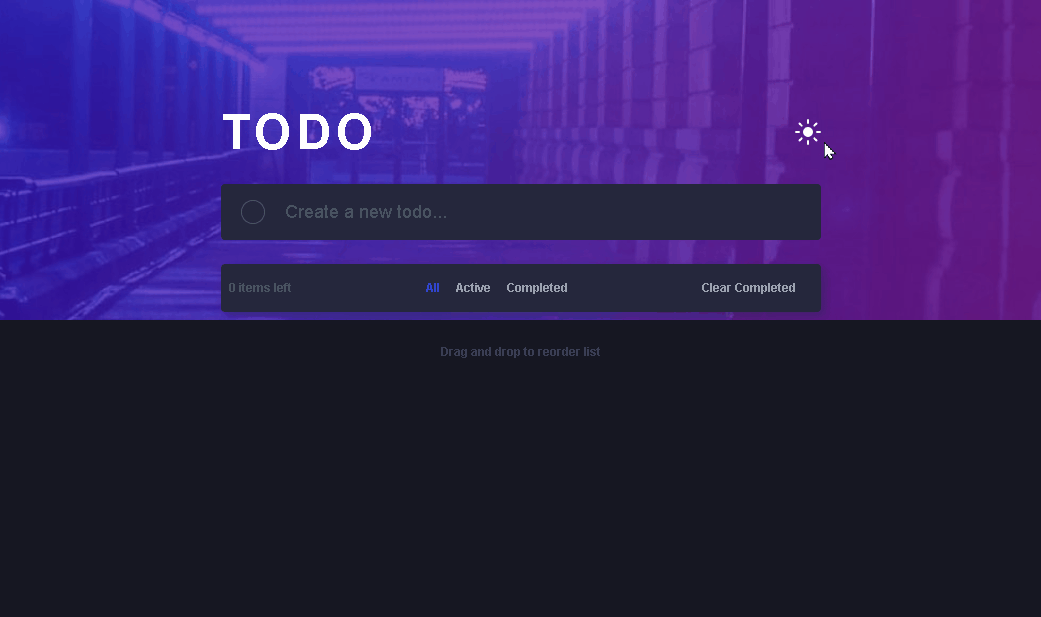 TODO
Create a new todo...
0 items left All Active Completed Clear Completed
Drag and drop to reorder list